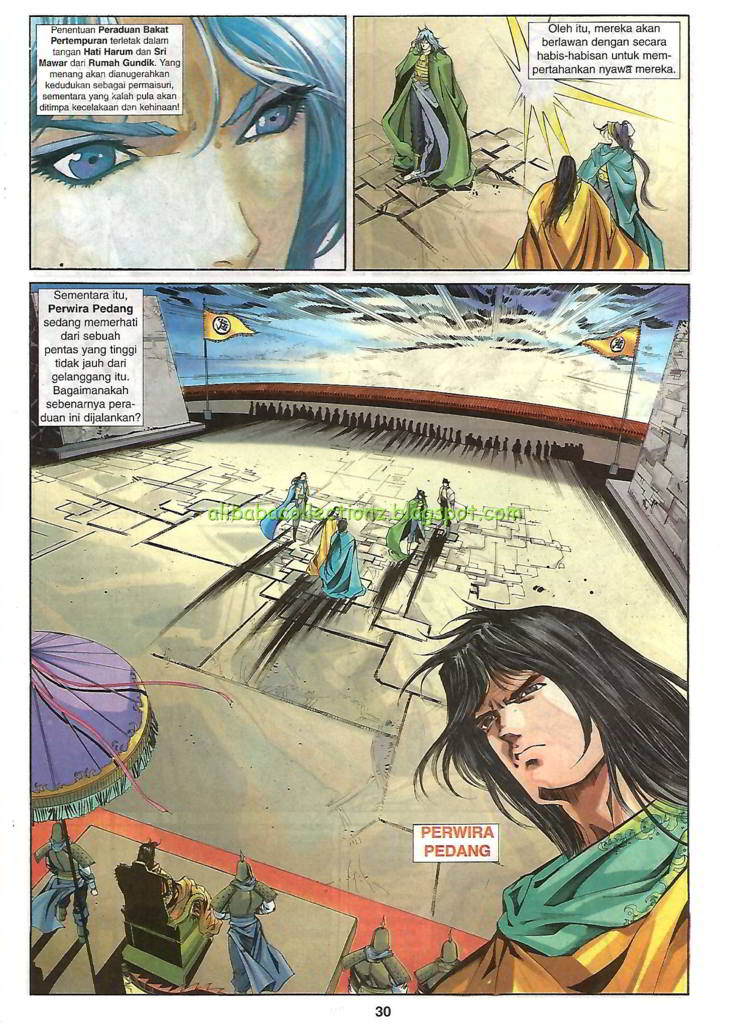 Penentuan Peraduan Bakat
Pertempuran terletak dalam
tangan Hati Harum dan Sri
Mawar dari Rumah Gundik. Yang
menang akan dianugerahkan
kedudukan sebagai permaisuri,
sementara yang kalah pula akan
ditimpa kecelakaan dan kehinaan!
Oleh itu, mereka akan
berlawan dengan secara
habis-habisan untuk mem-
pertahankan nyawa mereka.
Sementara itu,
Perwira Pedang
sedang memerhati
dari sebuah
pentas yang tinggi
tidak jauh dari
gelanggang itu.
Bagaimanakah
sebenarnya pera-
duan ini dijalankan?
alibabacollectionz.blogspot.com
PERWIRA
PEDANG
30